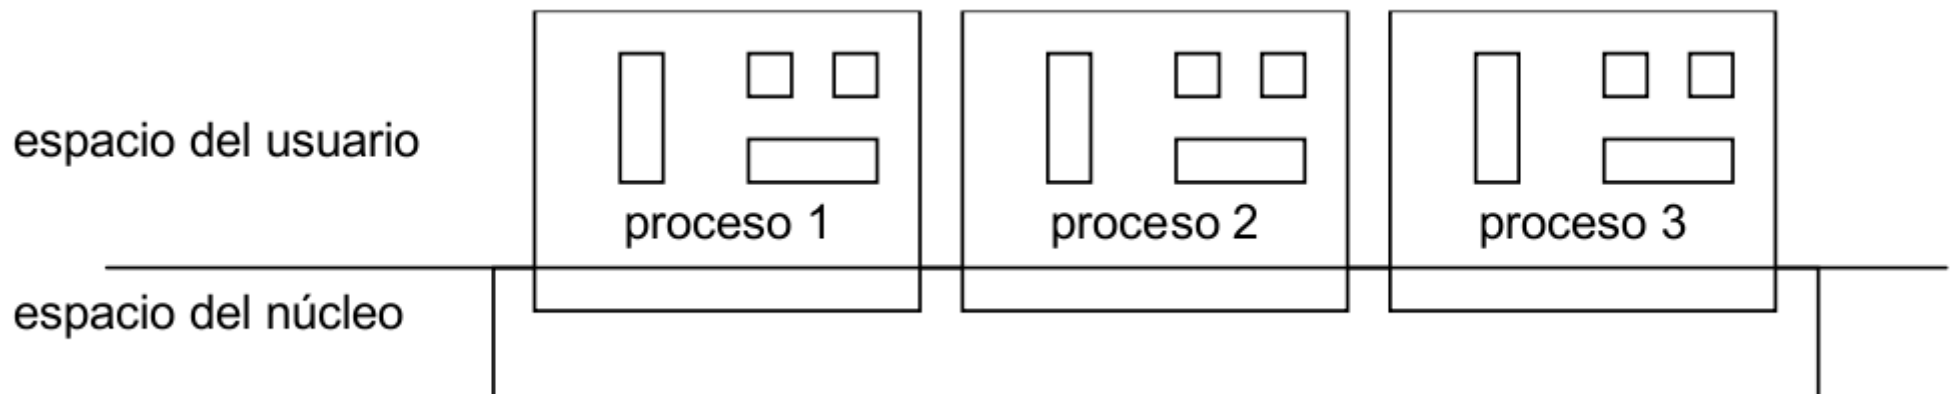 espacio del usuario
proceso 1
proceso 2
proceso 3
espacio del núcleo